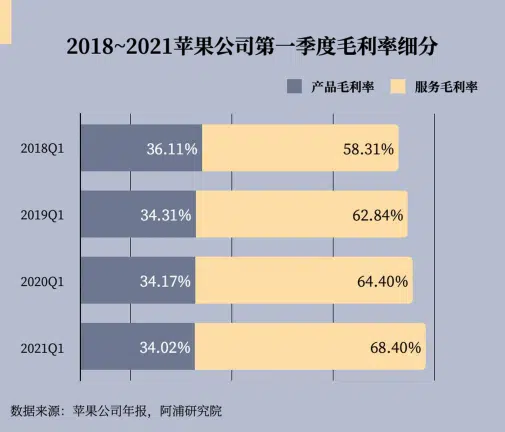 2018~2021苹果公司第一季度毛利率细分
产品毛利率 服务毛利率
2018Q1 36.11% 58.31%
2019Q1 34.31% 62.84%
2020Q1 34.17% 64.40%
2021Q1 34.02% 68.40%
数据来源：苹果公司年报，阿浦研究院